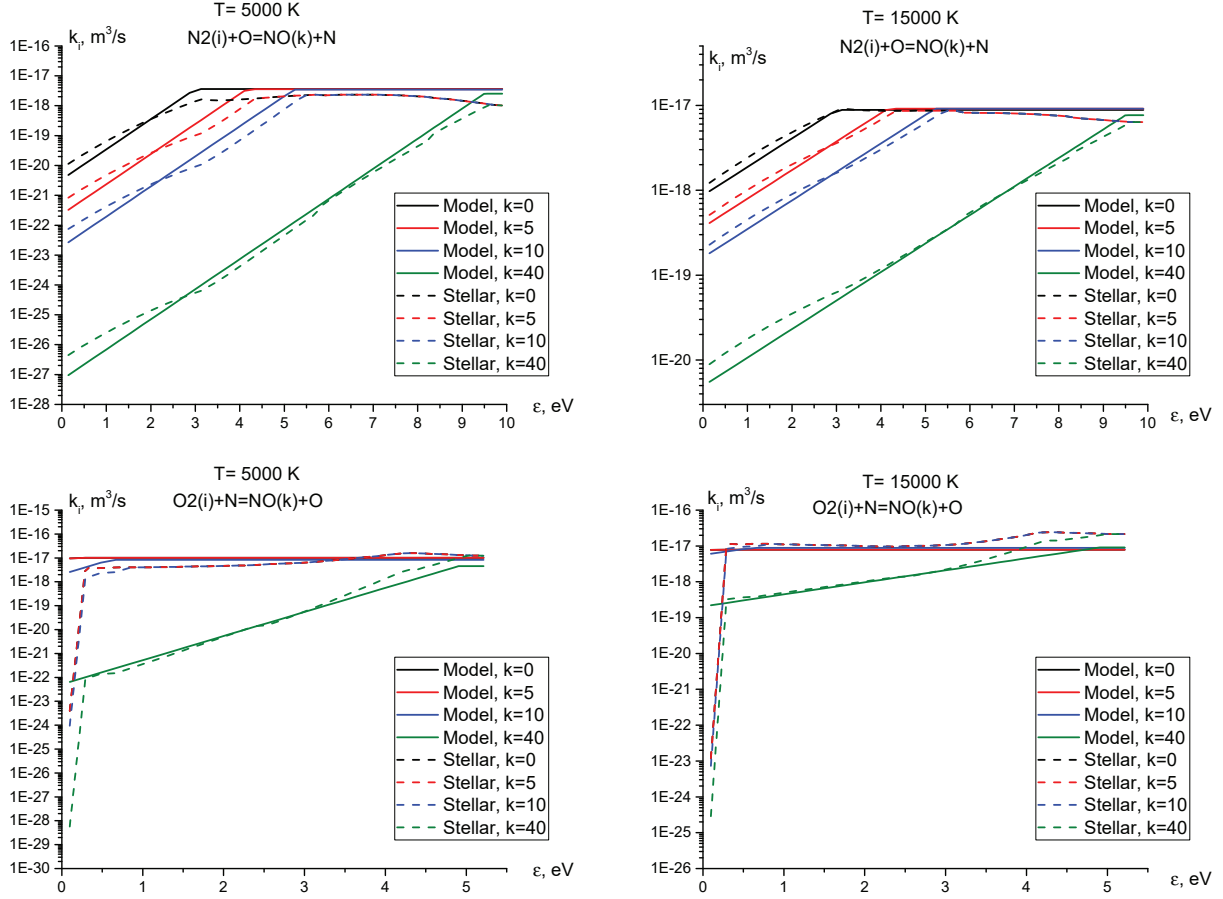 T= 5000 K
k_i, m^3/s
N2(i)+O=NO(k)+N
1E-16
1E-17
1E-18
1E-19
1E-20
1E-21
1E-22
1E-23
1E-24
1E-25
1E-26
1E-27
1E-28
0 1 2 3 4 5 6 7 8 9 10
ε, eV
Model, k=0
Model, k=5
Model, k=10
Model, k=40
Stellar, k=0
Stellar, k=5
Stellar, k=10
Stellar, k=40
T= 15000 K
k_i, m^3/s
N2(i)+O=NO(k)+N
1E-17
1E-18
1E-19
1E-20
0 1 2 3 4 5 6 7 8 9 10
ε, eV
Model, k=0
Model, k=5
Model, k=10
Model, k=40
Stellar, k=0
Stellar, k=5
Stellar, k=10
Stellar, k=40
T= 5000 K
k_i, m^3/s
O2(i)+N=NO(k)+O
1E-15
1E-16
1E-17
1E-18
1E-19
1E-20
1E-21
1E-22
1E-23
1E-24
1E-25
1E-26
1E-27
1E-28
1E-29
1E-30
0 1 2 3 4 5
ε, eV
Model, k=0
Model, k=5
Model, k=10
Model, k=40
Stellar, k=0
Stellar, k=5
Stellar, k=10
Stellar, k=40
T= 15000 K
k_i, m^3/s
O2(i)+N=NO(k)+O
1E-16
1E-17
1E-18
1E-19
1E-20
1E-21
1E-22
1E-23
1E-24
1E-25
1E-26
0 1 2 3 4 5
ε, eV
Model, k=0
Model, k=5
Model, k=10
Model, k=40
Stellar, k=0
Stellar, k=5
Stellar, k=10
Stellar, k=40